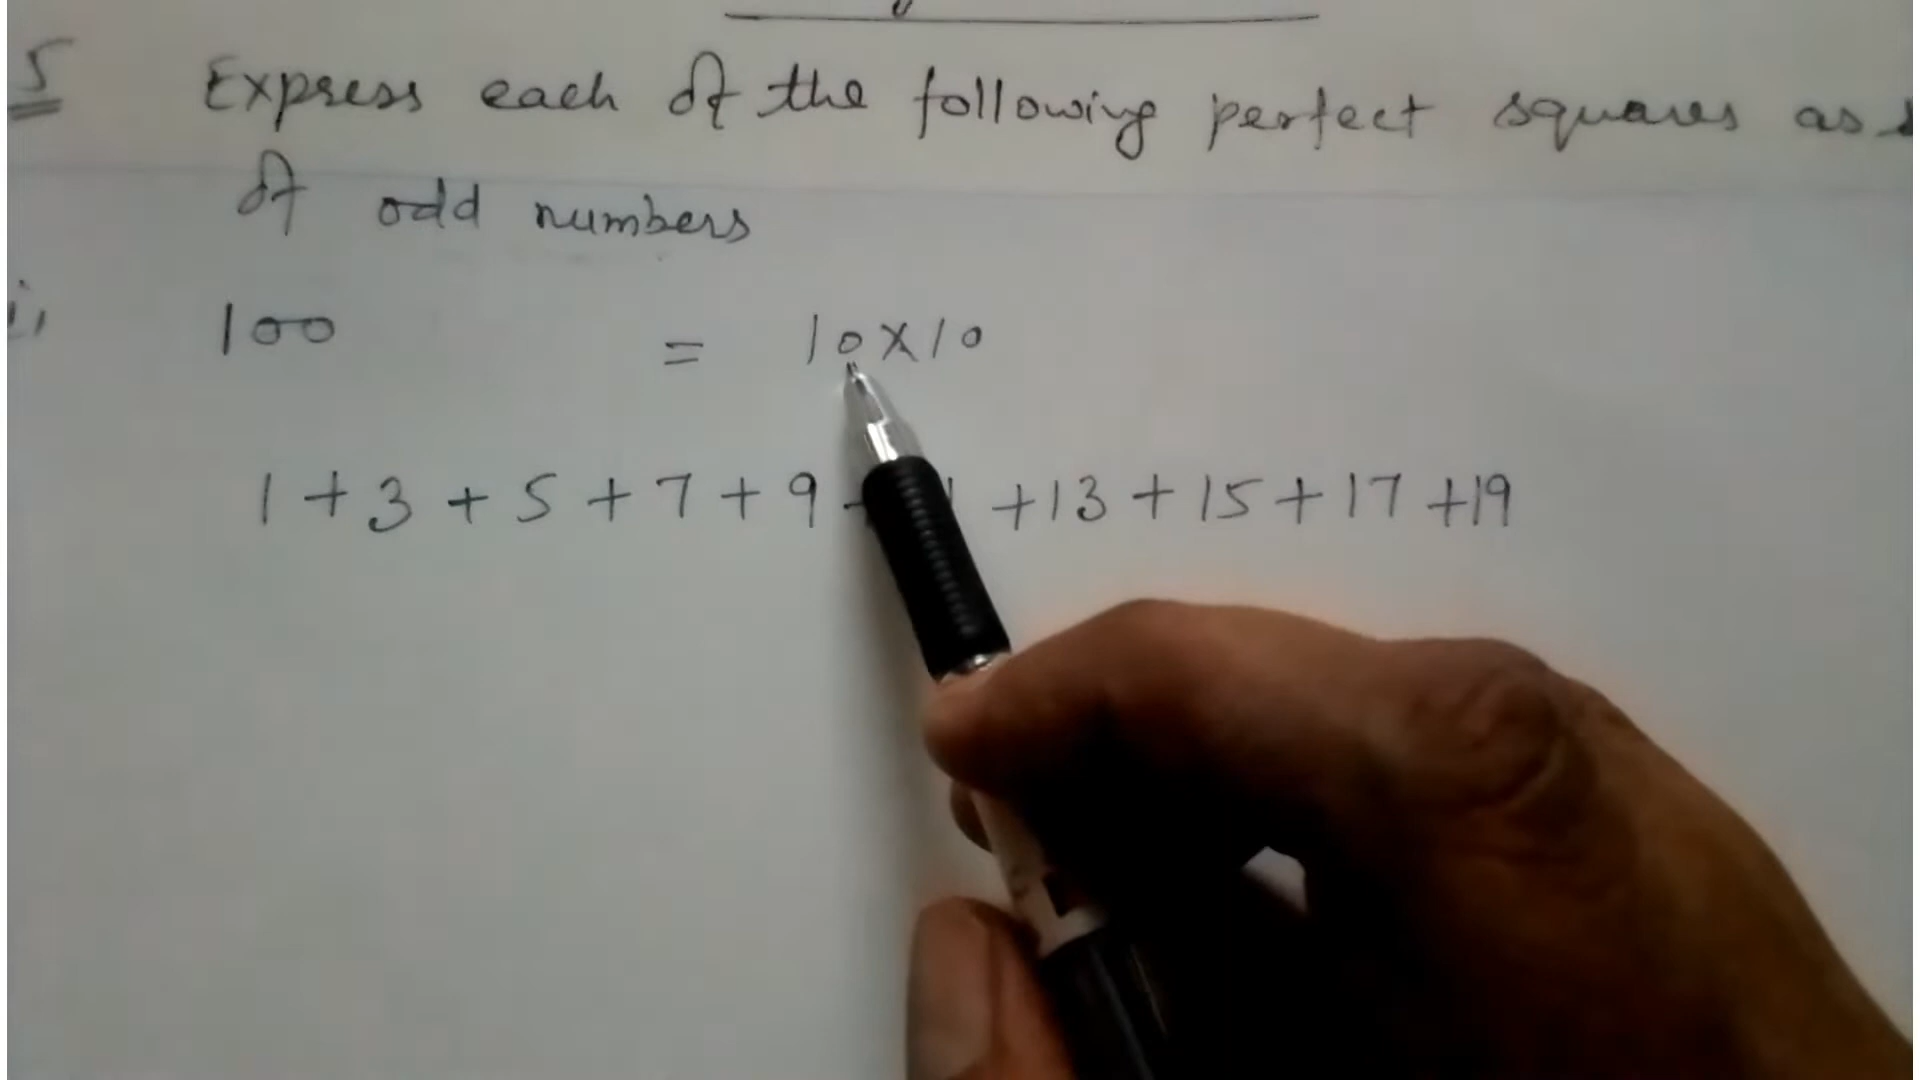 5 Express each of the following perfect squares as
of odd numbers
i, 100 = 10X10
1 + 3 + 5 + 7 + 9 + +13 + 15 + 17 + 19